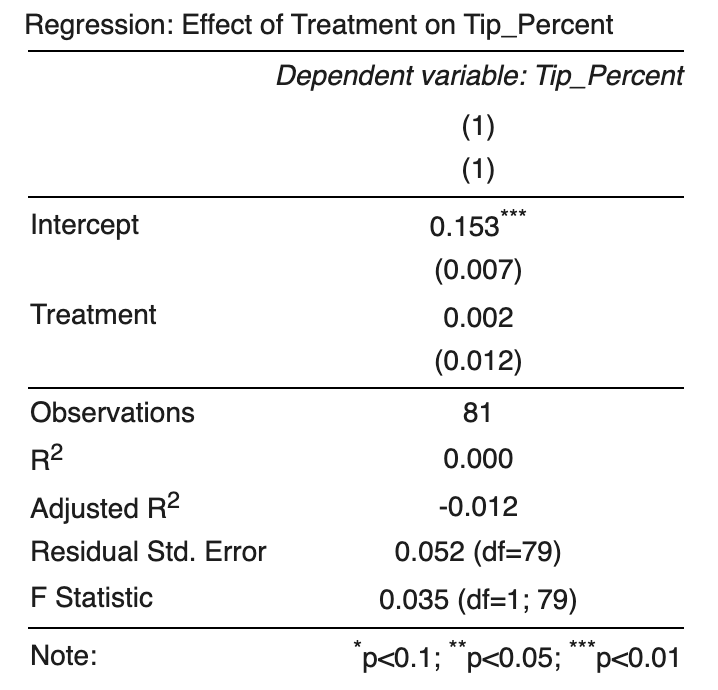 Regression: Effect of Treatment on Tip_Percent
Dependent variable: Tip_Percent
(1)
(1)
Intercept 0.153***
(0.007)
Treatment 0.002
(0.012)
Observations 81
R2 0.000
Adjusted R2 -0.012
Residual Std. Error 0.052 (df=79)
F Statistic 0.035 (df=1; 79)
Note: *p<0.1; **p<0.05; ***p<0.01